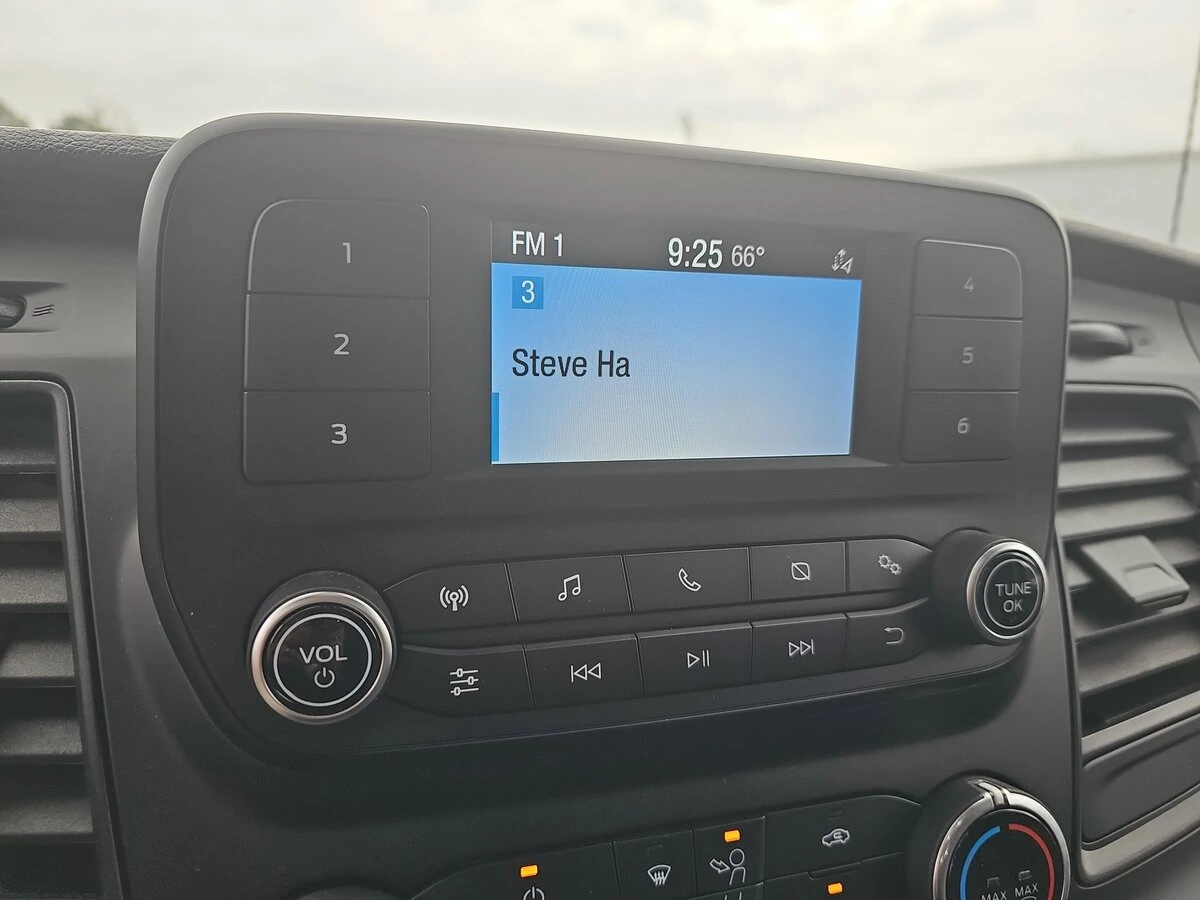 FM 1 9:25 66°
3
Steve Ha
1
2
3
4
5
6
VOL
TUNE
OK
MAX MAX